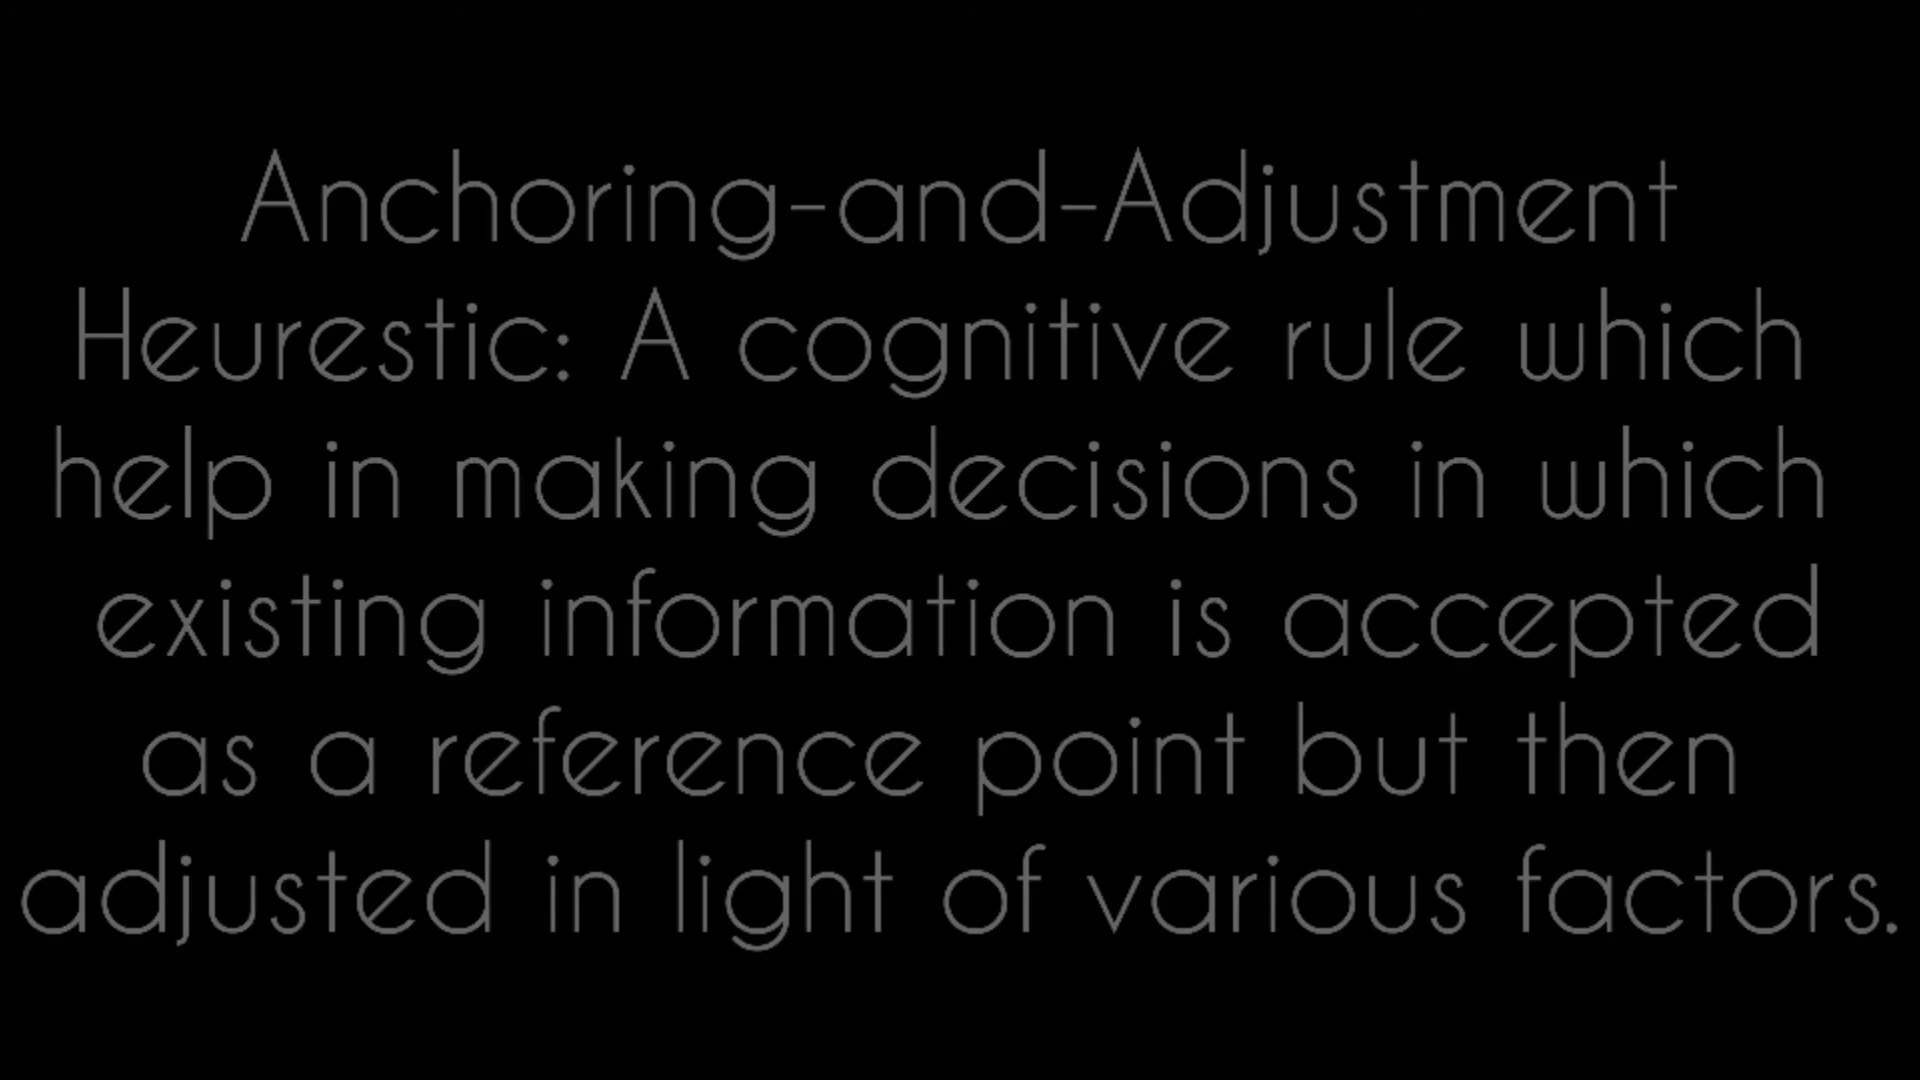 Anchoring-and-Adjustment
Heurestic: A cognitive rule which
help in making decisions in which
existing information is accepted
as a reference point but then
adjusted in light of various factors.